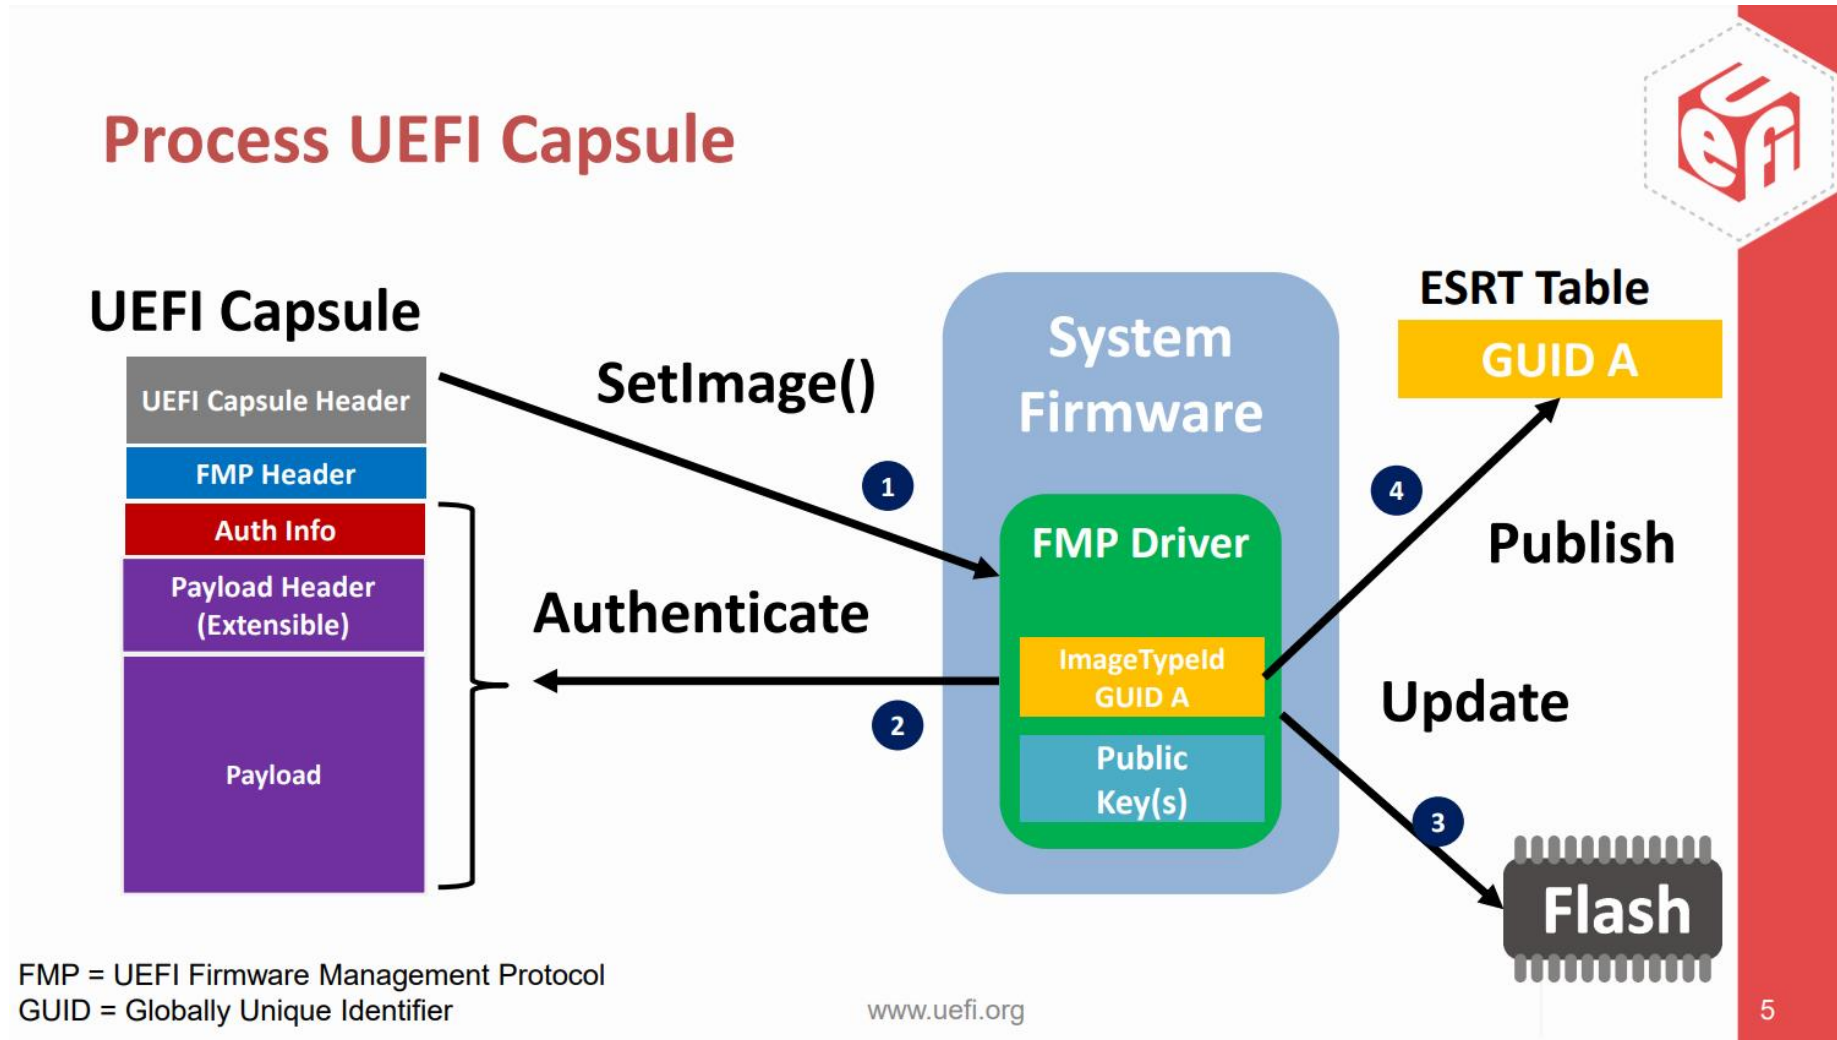 Process UEFI Capsule
uefi
UEFI Capsule
UEFI Capsule Header
FMP Header
Auth Info
Payload Header
(Extensible)
Payload
SetImage()
1
Authenticate
2
System
Firmware
FMP Driver
ImageTypeId
GUID A
Public
Key(s)
ESRT Table
GUID A
4
Publish
Update
3
Flash
FMP = UEFI Firmware Management Protocol
GUID = Globally Unique Identifier
www.uefi.org
5